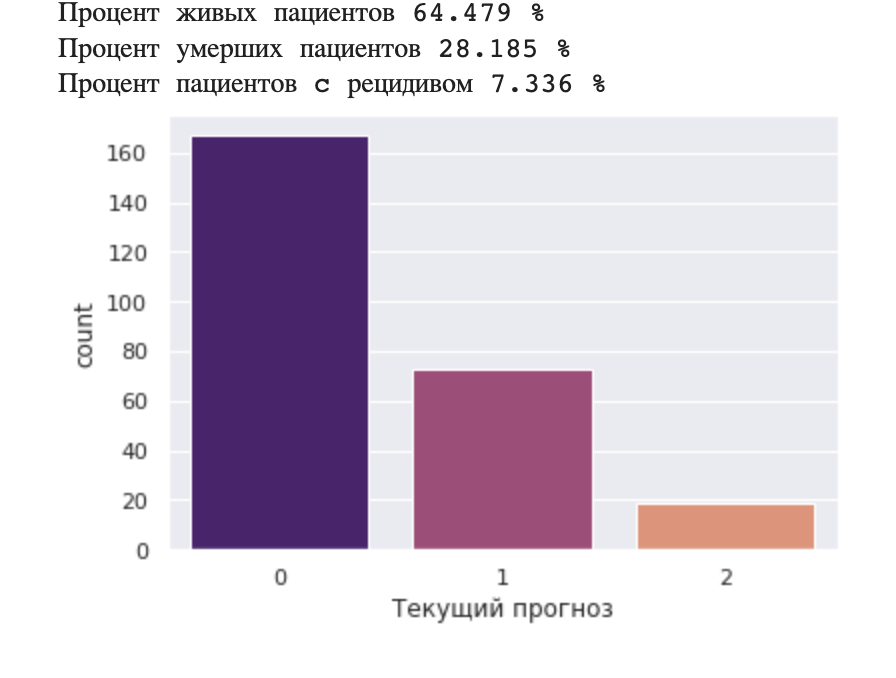 Процент живых пациентов 64.479 %
Процент умерших пациентов 28.185 %
Процент пациентов с рецидивом 7.336 %
160
140
120
100
80
60
40
20
0
count
0 1 2
Текущий прогноз